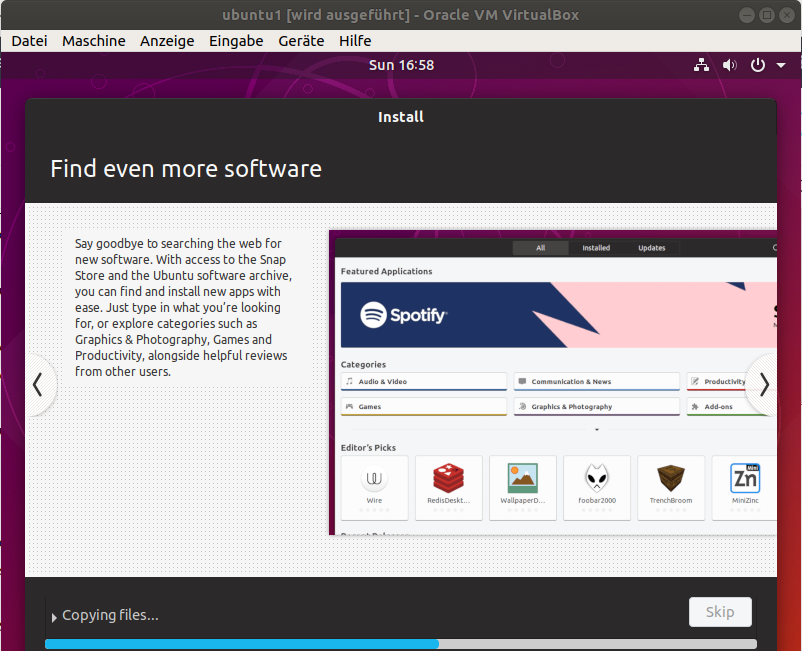 ubuntu1 [wird ausgeführt] - Oracle VM VirtualBox
Datei Maschine Anzeige Eingabe Geräte Hilfe
Sun 16:58
Install
Find even more software
Say goodbye to searching the web for
new software. With access to the Snap
Store and the Ubuntu software archive,
you can find and install new apps with
ease. Just type in what you're looking
for, or explore categories such as
Graphics & Photography, Games and
Productivity, alongside helpful reviews
from other users.
All Installed Updates
Featured Applications
Spotify
Categories
Audio & Video Communication & News Productivity
Games Graphics & Photography Add-ons
Editor's Picks
Wire RedisDeskt... WallpaperD... foobar2000 TrenchBroom MiniZinc
Zn Mini
Copying files...
Skip